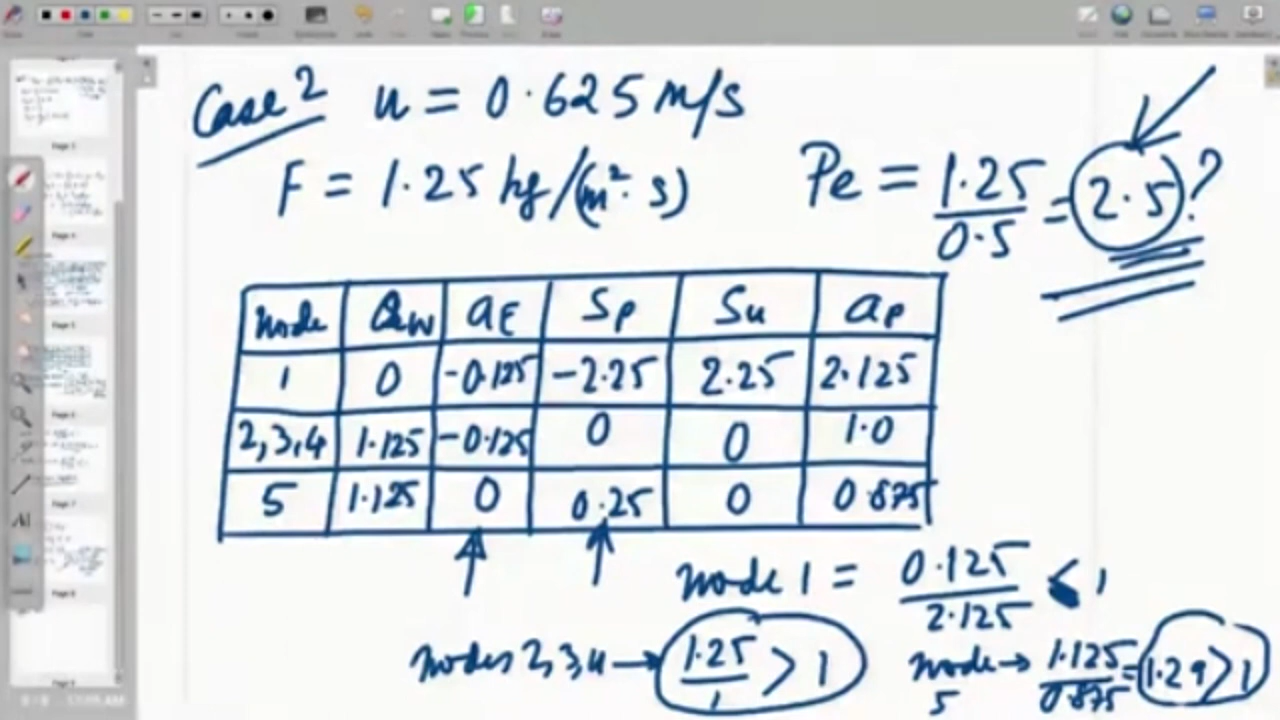 Case 2 u = 0.625 m/s
F = 1.25 kg/(m². s) Pe = 1.25/0.5 = 2.5 ?
Node aw aE Sp Su ap
1 0 -0.125 -2.25 2.25 2.125
2,3,4 1.125 -0.125 0 0 1.0
5 1.125 0 0.25 0 0.875
node 1 = 0.125/2.125 < 1
nodes 2,3,4 → 1.25/1 > 1 node 5 → 1.125/0.875 = 1.29 > 1